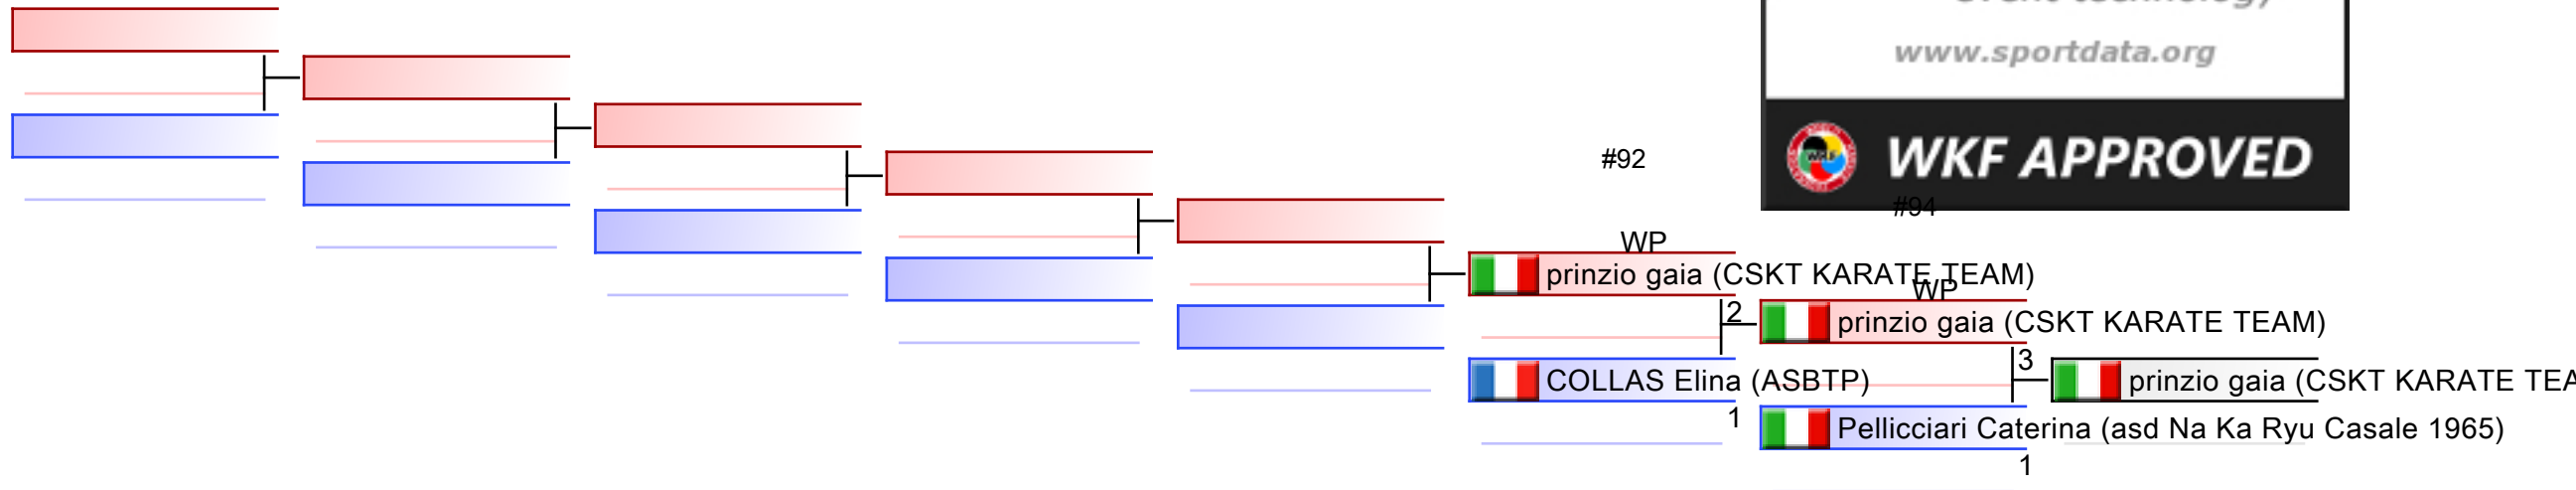 event technology
www.sportdata.org
WKF APPROVED
#92
#94
WP
prinzio gaia (CSKT KARATE TEAM)
WP
2
prinzio gaia (CSKT KARATE TEAM)
3
COLLAS Elina (ASBTP)
prinzio gaia (CSKT KARATE TEA
1
Pellicciari Caterina (asd Na Ka Ryu Casale 1965)
1